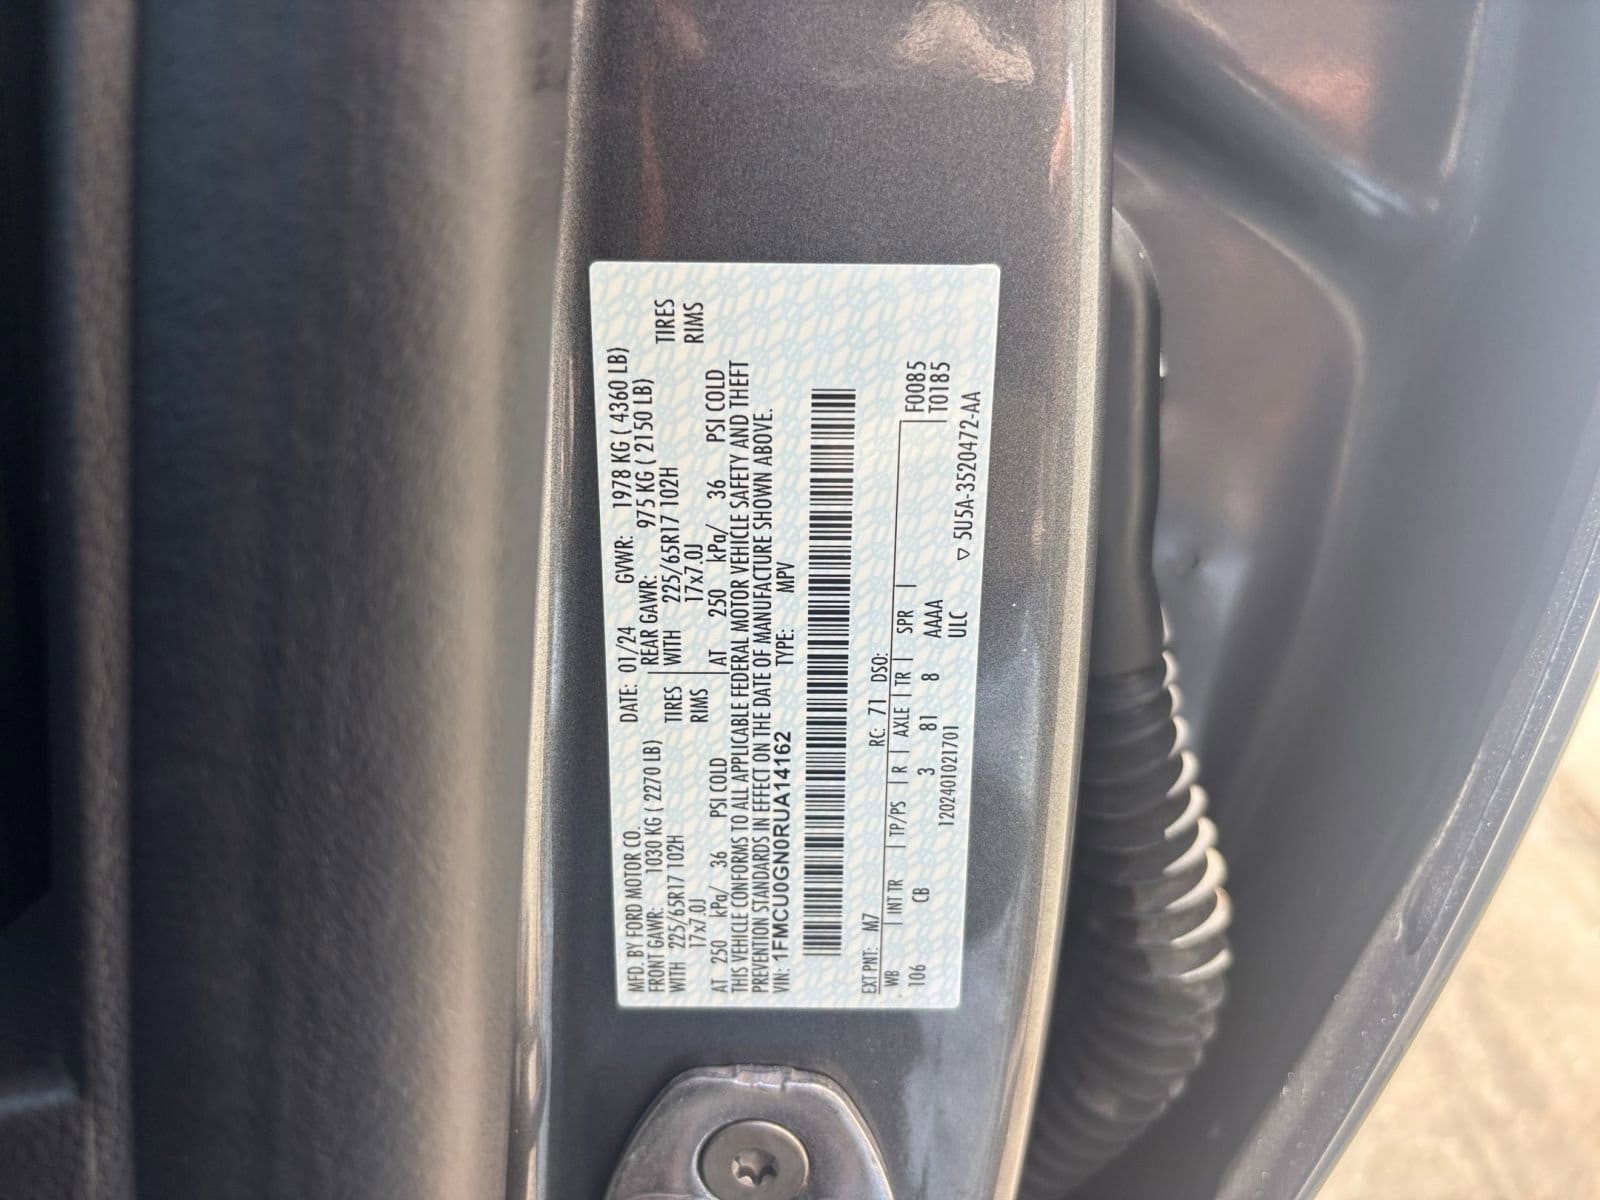 MFD. BY FORD MOTOR CO.
DATE: 01/24 GVWR: 1978 KG ( 4360 LB)
FRONT GAWR: 1030 KG ( 2270 LB) REAR GAWR: 975 KG ( 2150 LB)
WITH 225/65R17 102H TIRES WITH 225/65R17 102H TIRES
17x7.0J RIMS 17x7.0J RIMS
AT 250 kPa/ 36 PSI COLD AT 250 kPa/ 36 PSI COLD
THIS VEHICLE CONFORMS TO ALL APPLICABLE FEDERAL MOTOR VEHICLE SAFETY AND THEFT
PREVENTION STANDARDS IN EFFECT ON THE DATE OF MANUFACTURE SHOWN ABOVE.
VIN: 1FMCU0GN0RUA14162 TYPE: MPV
EXT PNT: M7 RC: 71 DSO:
WB INT TR TP/PS R AXLE TR SPR F0085
106 CB 3 81 8 AAAA T0185
1202401021701 ULC ▽ 5U5A-3520472-AA